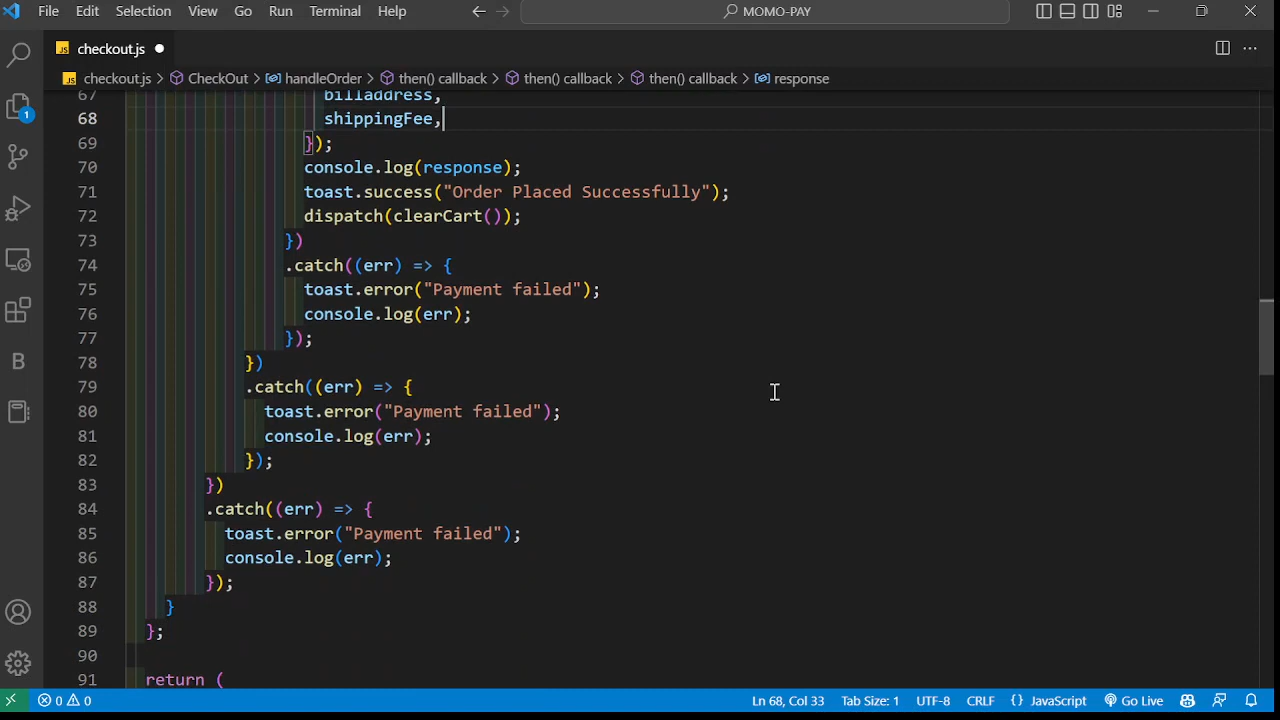 File Edit Selection View Go Run Terminal Help MOMO-PAY
JS checkout.js
JS checkout.js > CheckOut > handleOrder > then() callback > then() callback > then() callback > response
67 billaddress,
68 shippingFee,
69 });
70 console.log(response);
71 toast.success("Order Placed Successfully");
72 dispatch(clearCart());
73 })
74 .catch((err) => {
75 toast.error("Payment failed");
76 console.log(err);
77 });
78 })
79 .catch((err) => {
80 toast.error("Payment failed");
81 console.log(err);
82 });
83 })
84 .catch((err) => {
85 toast.error("Payment failed");
86 console.log(err);
87 });
88 }
89 };
90
91 return (
1
B
0 0 Ln 68, Col 33 Tab Size: 1 UTF-8 CRLF {} JavaScript Go Live